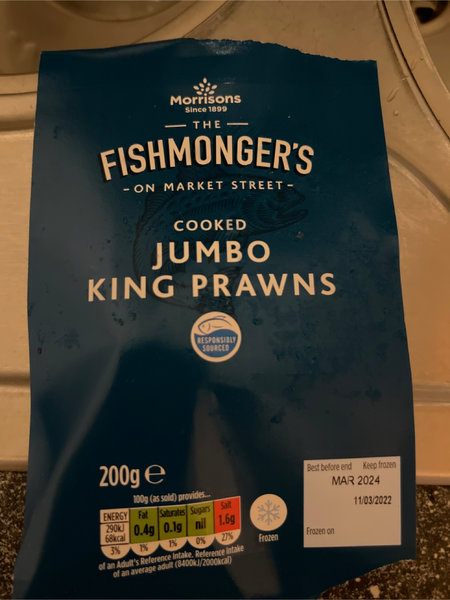 Morrisons
Since 1899
THE
FISHMONGER'S
- ON MARKET STREET -
COOKED
JUMBO
KING PRAWNS
RESPONSIBLY
SOURCED
200g ℮
100g (as sold) provides...
ENERGY Fat Saturates Sugars Salt
290kJ 0.4g 0.1g nil 1.6g
68kcal
3% 1% 1% 0% 27%
of an Adult's Reference Intake. Reference intake
of an average adult (8400kJ/2000kcal)
Frozen
Best before end Keep frozen
MAR 2024
11/03/2022
Frozen on